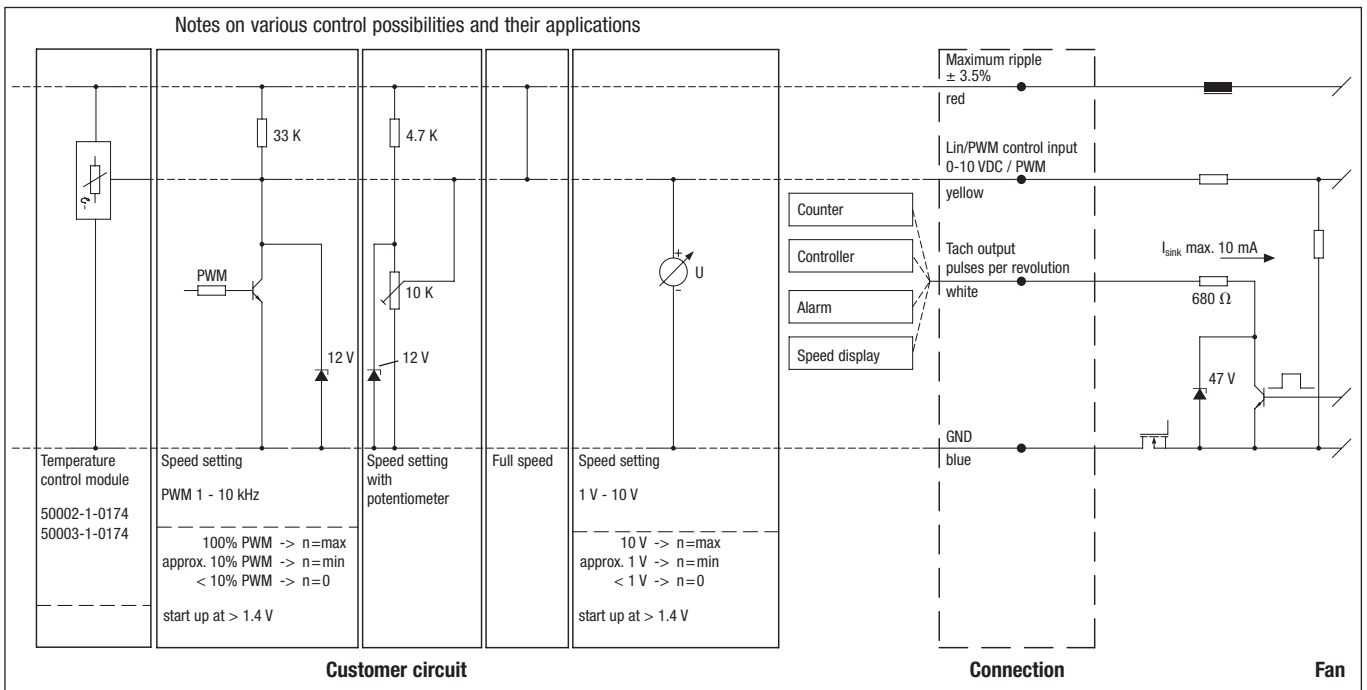 Notes on various control possibilities and their applications
Maximum ripple
± 3.5%
red
33 K
4.7 K
Lin/PWM control input
0-10 VDC / PWM
yellow
Counter
Controller
Alarm
Speed display
Tach output
pulses per revolution
white
I sink max. 10 mA
680 Ω
PWM
10 K
+
U
−
12 V
12 V
47 V
GND
blue
Temperature
control module
50002-1-0174
50003-1-0174
Speed setting
PWM 1 - 10 kHz
100% PWM -> n=max
approx. 10% PWM -> n=min
< 10% PWM -> n=0
start up at > 1.4 V
Speed setting
with
potentiometer
Full speed
Speed setting
1 V - 10 V
10 V -> n=max
approx. 1 V -> n=min
< 1 V -> n=0
start up at > 1.4 V
Customer circuit
Connection
Fan